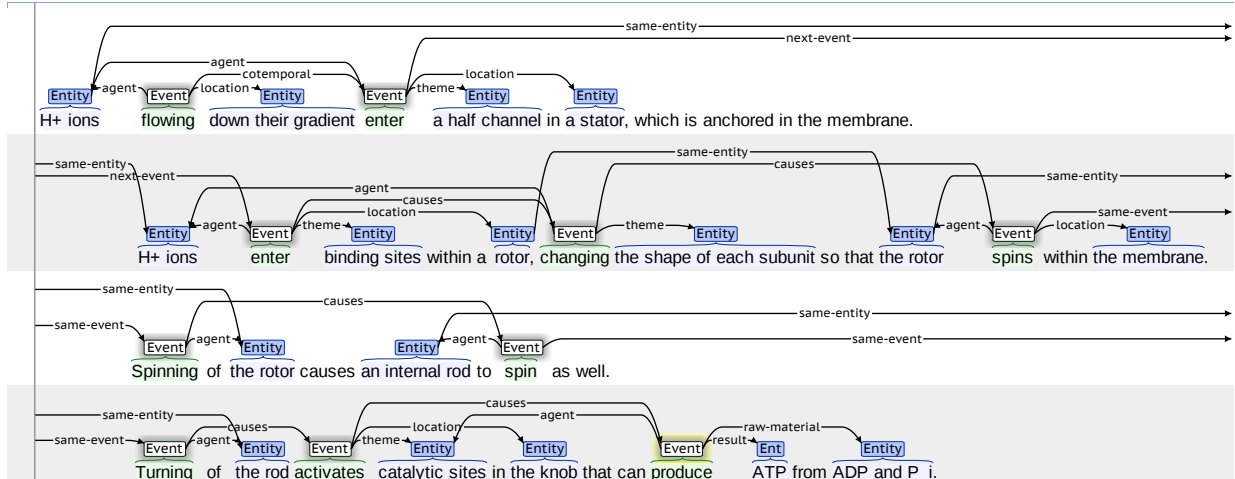 same-entity
next-event
agent
cotemporal
agent location theme location
Entity Event Entity Event Entity Entity
H+ ions flowing down their gradient enter a half channel in a stator, which is anchored in the membrane.
same-entity
same-entity causes
next-event same-entity
agent
causes
location same-event
agent theme theme agent location
Entity Event Entity Entity Event Entity Entity Event Entity
H+ ions enter binding sites within a rotor, changing the shape of each subunit so that the rotor spins within the membrane.
same-entity
causes
same-entity
same-event agent agent same-event
Event Entity Entity Event
Spinning of the rotor causes an internal rod to spin as well.
causes
same-entity agent
causes location raw-material
same-event agent theme result
Event Entity Event Entity Entity Event Ent Entity
Turning of the rod activates catalytic sites in the knob that can produce ATP from ADP and P i.